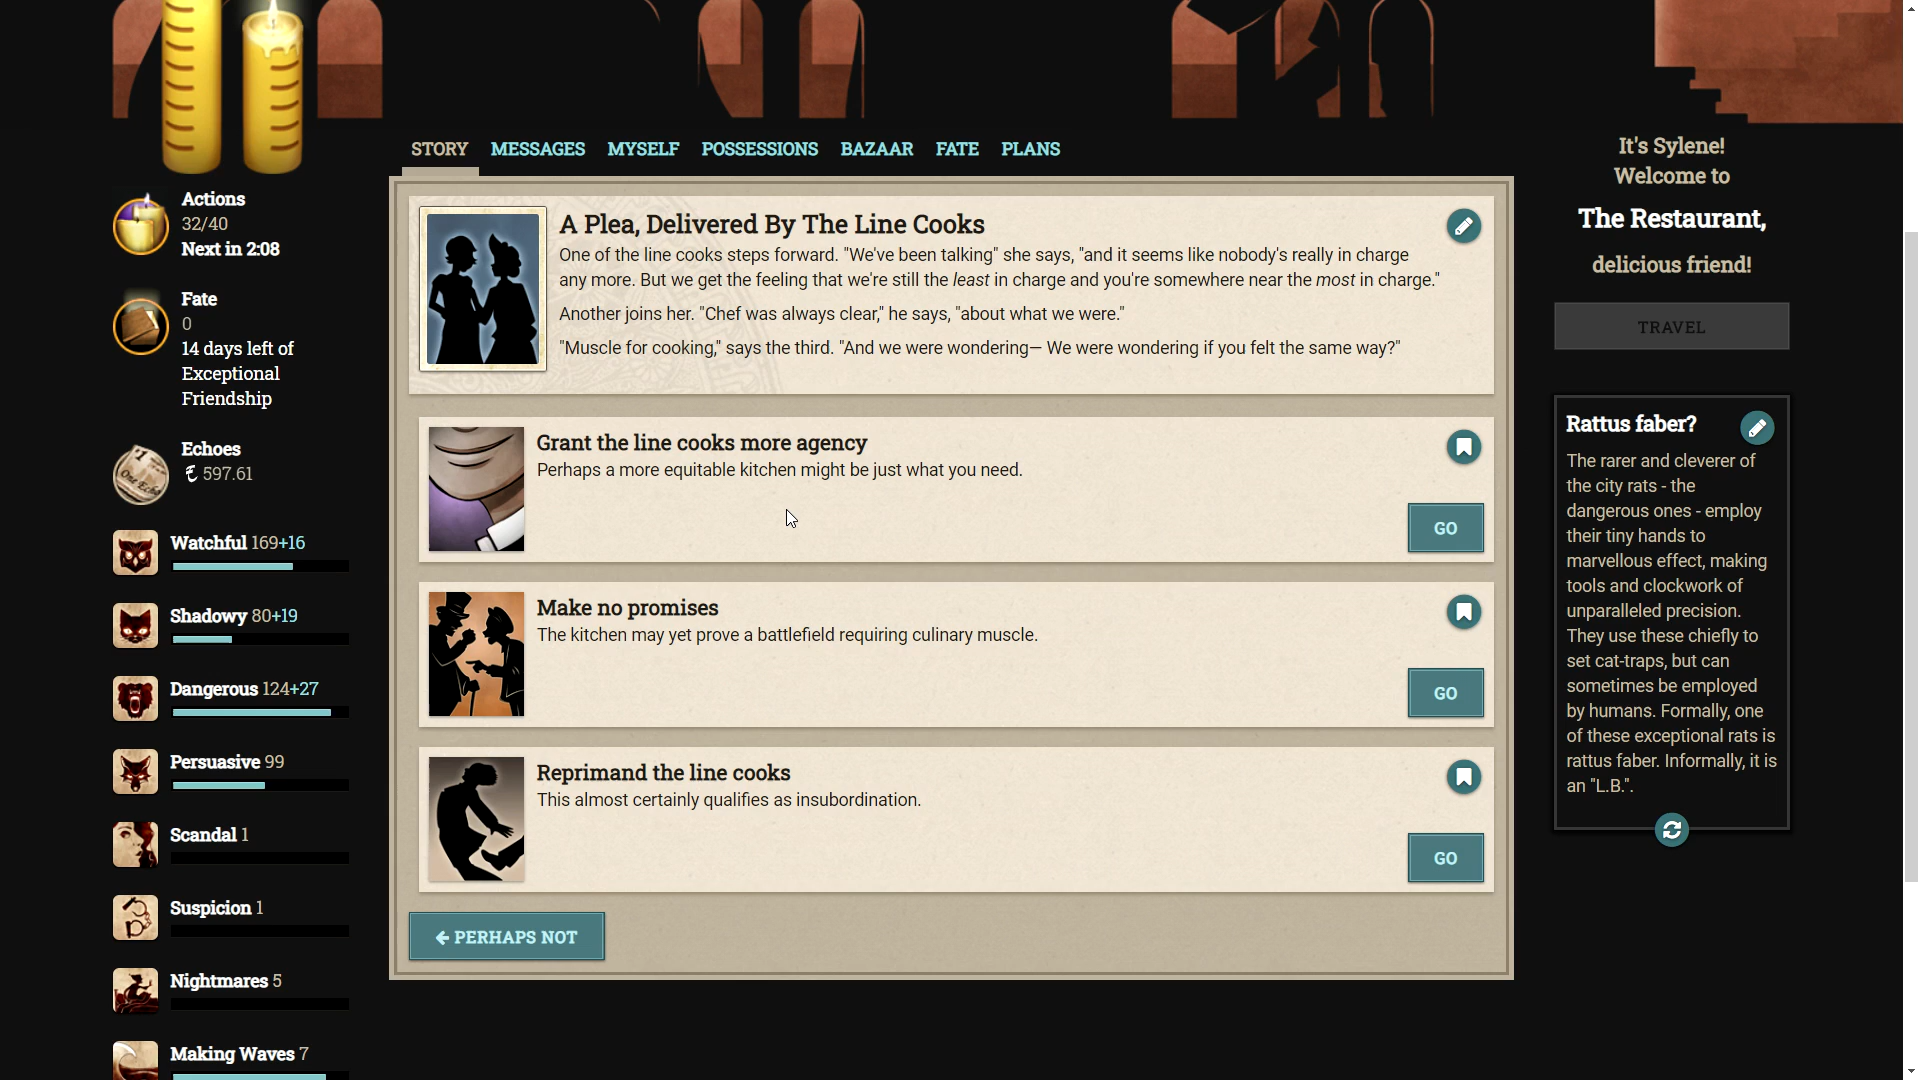 STORY MESSAGES MYSELF POSSESSIONS BAZAAR FATE PLANS
Actions
32/40
Next in 2:08
Fate
0
14 days left of
Exceptional
Friendship
Echoes
597.61
Watchful 169+16
Shadowy 80+19
Dangerous 124+27
Persuasive 99
Scandal 1
Suspicion 1
Nightmares 5
Making Waves 7
A Plea, Delivered By The Line Cooks
One of the line cooks steps forward. "We've been talking" she says, "and it seems like nobody's really in charge
any more. But we get the feeling that we're still the least in charge and you're somewhere near the most in charge."
Another joins her. "Chef was always clear," he says, "about what we were."
"Muscle for cooking," says the third. "And we were wondering— We were wondering if you felt the same way?"
Grant the line cooks more agency
Perhaps a more equitable kitchen might be just what you need.
GO
Make no promises
The kitchen may yet prove a battlefield requiring culinary muscle.
GO
Reprimand the line cooks
This almost certainly qualifies as insubordination.
GO
PERHAPS NOT
It's Sylene!
Welcome to
The Restaurant,
delicious friend!
TRAVEL
Rattus faber?
The rarer and cleverer of
the city rats - the
dangerous ones - employ
their tiny hands to
marvellous effect, making
tools and clockwork of
unparalleled precision.
They use these chiefly to
set cat-traps, but can
sometimes be employed
by humans. Formally, one
of these exceptional rats is
rattus faber. Informally, it is
an "L.B.".